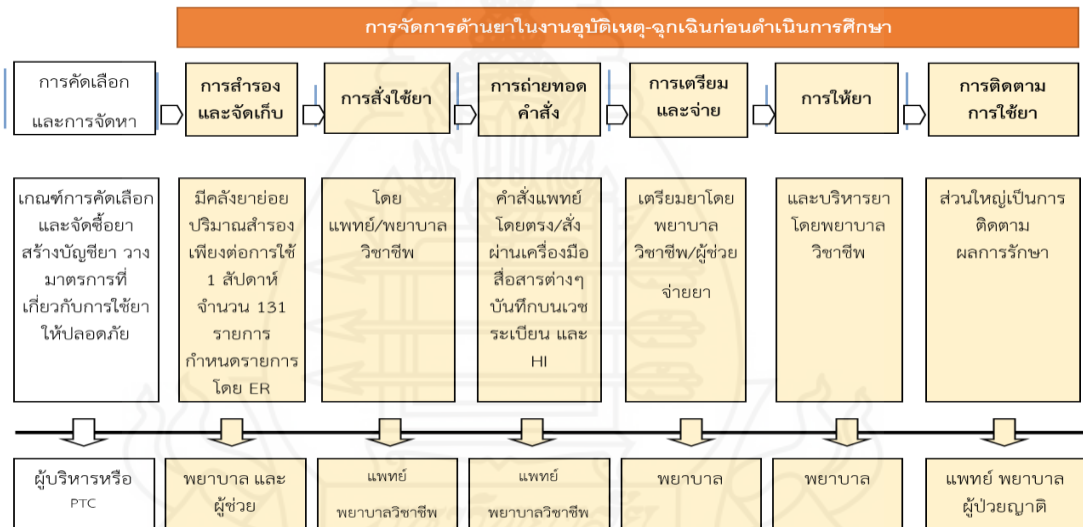 การจัดการด้านยาในงานอุบัติเหตุ-ฉุกเฉินก่อนดำเนินการศึกษา
การคัดเลือก
และการจัดหา
การสำรอง
และจัดเก็บ
การสั่งใช้ยา
การถ่ายทอด
คำสั่ง
การเตรียม
และจ่าย
การให้ยา
การติดตาม
การใช้ยา
เกณฑ์การคัดเลือก
และจัดซื้อยา
สร้างบัญชียา วาง
มาตรการที่
เกี่ยวกับการใช้ยา
ให้ปลอดภัย
มีคลังยาย่อย
ปริมาณสำรอง
เพียงต่อการใช้
1 สัปดาห์
จำนวน 131
รายการ
กำหนดรายการ
โดย ER
โดย
แพทย์/พยาบาล
วิชาชีพ
คำสั่งแพทย์
โดยตรง/สั่ง
ผ่านเครื่องมือ
สื่อสารต่างๆ
บันทึกบนเวช
ระเบียน และ
HI
เตรียมยาโดย
พยาบาล
วิชาชีพ/ผู้ช่วย
จ่ายยา
และบริหารยา
โดยพยาบาล
วิชาชีพ
ส่วนใหญ่เป็นการ
ติดตาม
ผลการรักษา
ผู้บริหารหรือ
PTC
พยาบาล และ
ผู้ช่วย
แพทย์
พยาบาลวิชาชีพ
แพทย์
พยาบาลวิชาชีพ
พยาบาล
พยาบาล
แพทย์ พยาบาล
ผู้ป่วยญาติ